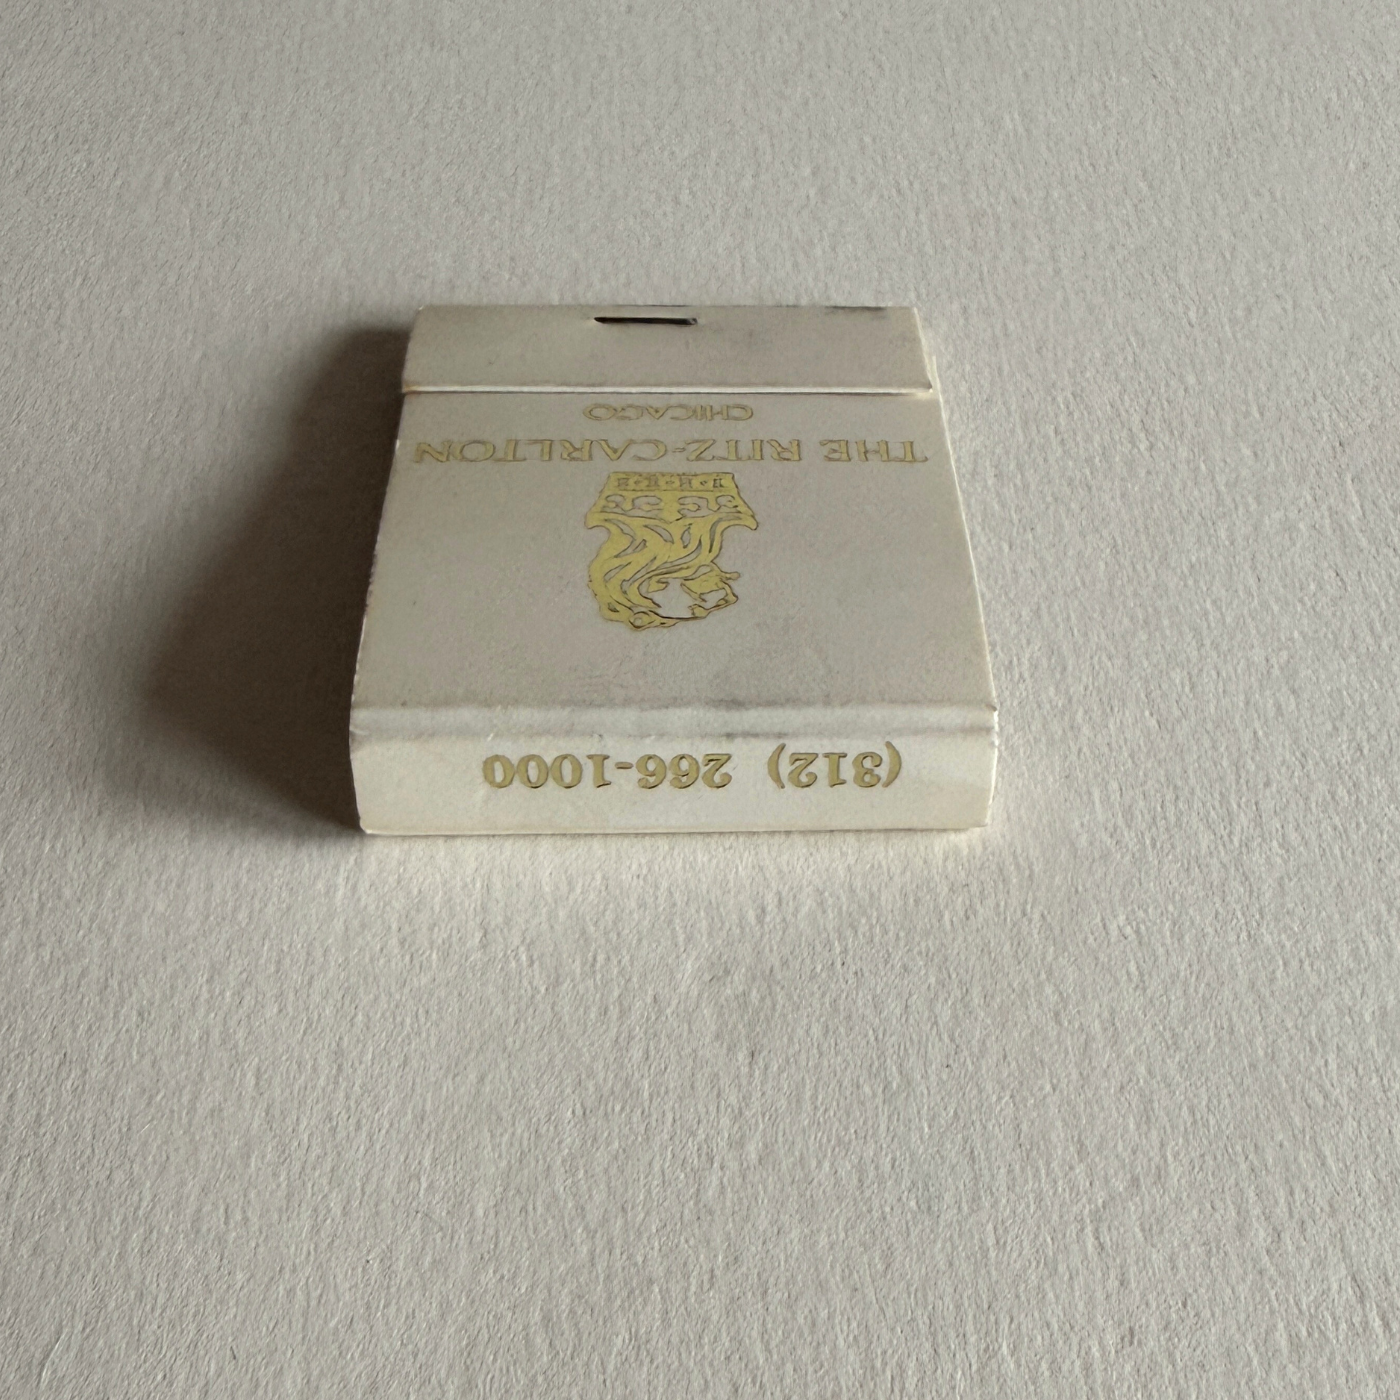 (312) 266-1000
THE RITZ-CARLTON
CHICAGO